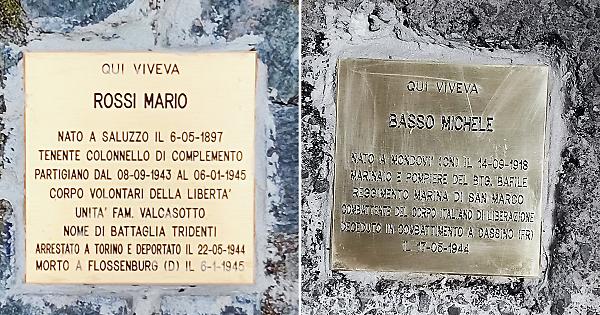 QUI VIVEVA
ROSSI MARIO
NATO A SALUZZO IL 6-05-1897
TENENTE COLONNELLO DI COMPLEMENTO
PARTIGIANO DAL 08-09-1943 AL 06-01-1945
CORPO VOLONTARI DELLA LIBERTA'
UNITA' FAM. VALCASOTTO
NOME DI BATTAGLIA TRIDENTI
ARRESTATO A TORINO E DEPORTATO IL 22-05-1944
MORTO A FLOSSENBURG (D) IL 6-1-1945
QUI VIVEVA
BASSO MICHELE
NATO A MONDOVI' (CN) IL 14-09-1918
MARINAIO E POMPIERE DEL BTG. BAFILE
REGGIMENTO MARINA DI SAN MARCO
COMBATTENTE DEL CORPO ITALIANO DI LIBERAZIONE
DECEDUTO IN COMBATTIMENTO A CASSINO (FR)
IL 17-05-1944